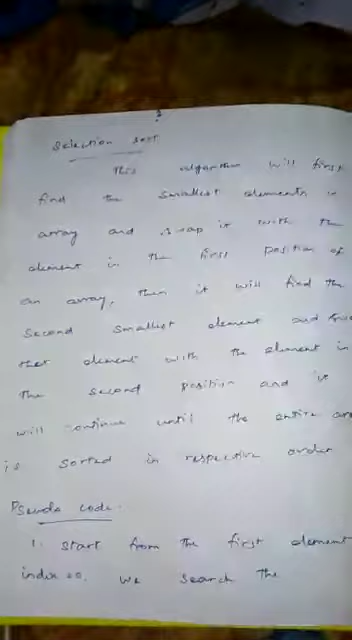 Selection sort
This algorithm will first
find the smallest elements in
array and swap it with the
element in the first position of
an array, then it will find the
second smallest element and
that element with the element in
the second position and it
will continue until the entire
is sorted in respective order
Pseudo code.
1. Start from the first element
index =0, we search the